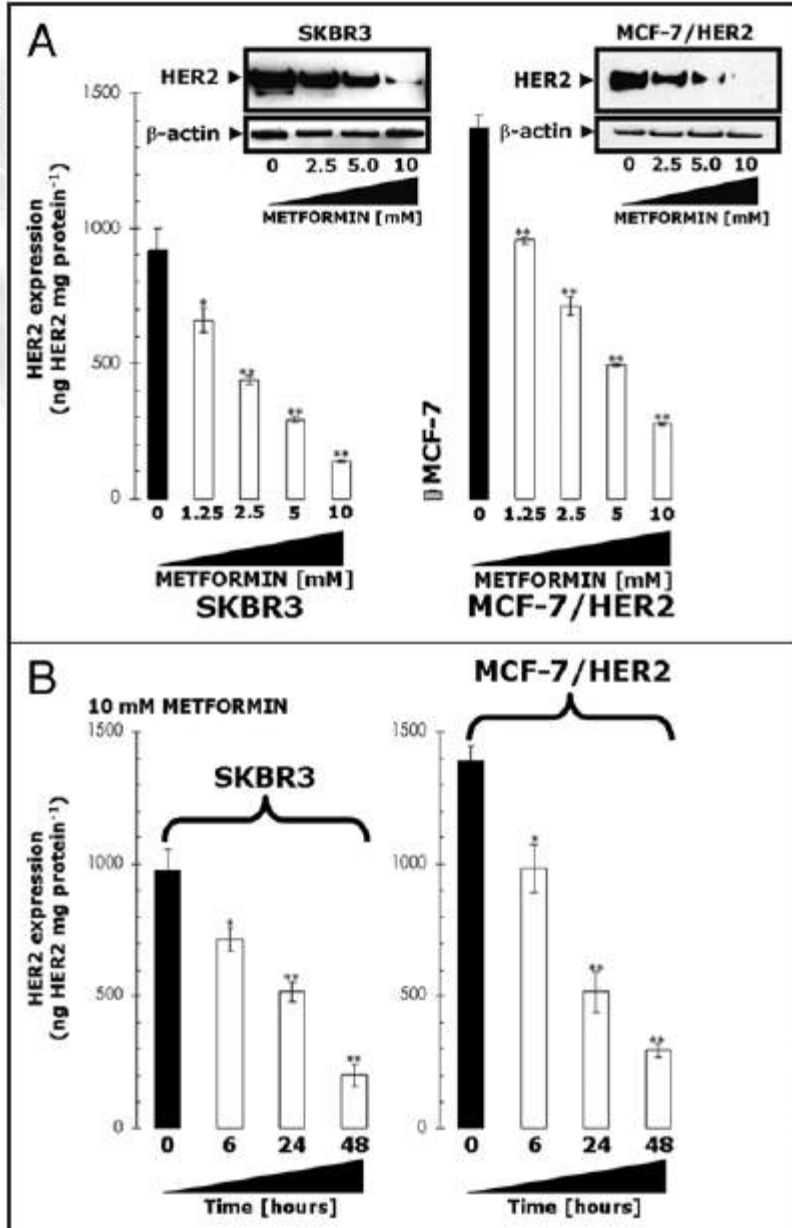 A
SKBR3
HER2
β-actin
0 2.5 5.0 10
METFORMIN [mM]
MCF-7/HER2
HER2
β-actin
0 2.5 5.0 10
METFORMIN [mM]
HER2 expression
(ng HER2 mg protein⁻¹)
1500
1000
500
0
* ** ** **
0 1.25 2.5 5 10
METFORMIN [mM]
SKBR3
MCF-7
** ** ** **
0 1.25 2.5 5 10
METFORMIN [mM]
MCF-7/HER2
B
10 mM METFORMIN
HER2 expression
(ng HER2 mg protein⁻¹)
1500
1000
500
0
SKBR3
* ** **
0 6 24 48
Time [hours]
MCF-7/HER2
1500
1000
500
0
* ** **
0 6 24 48
Time [hours]